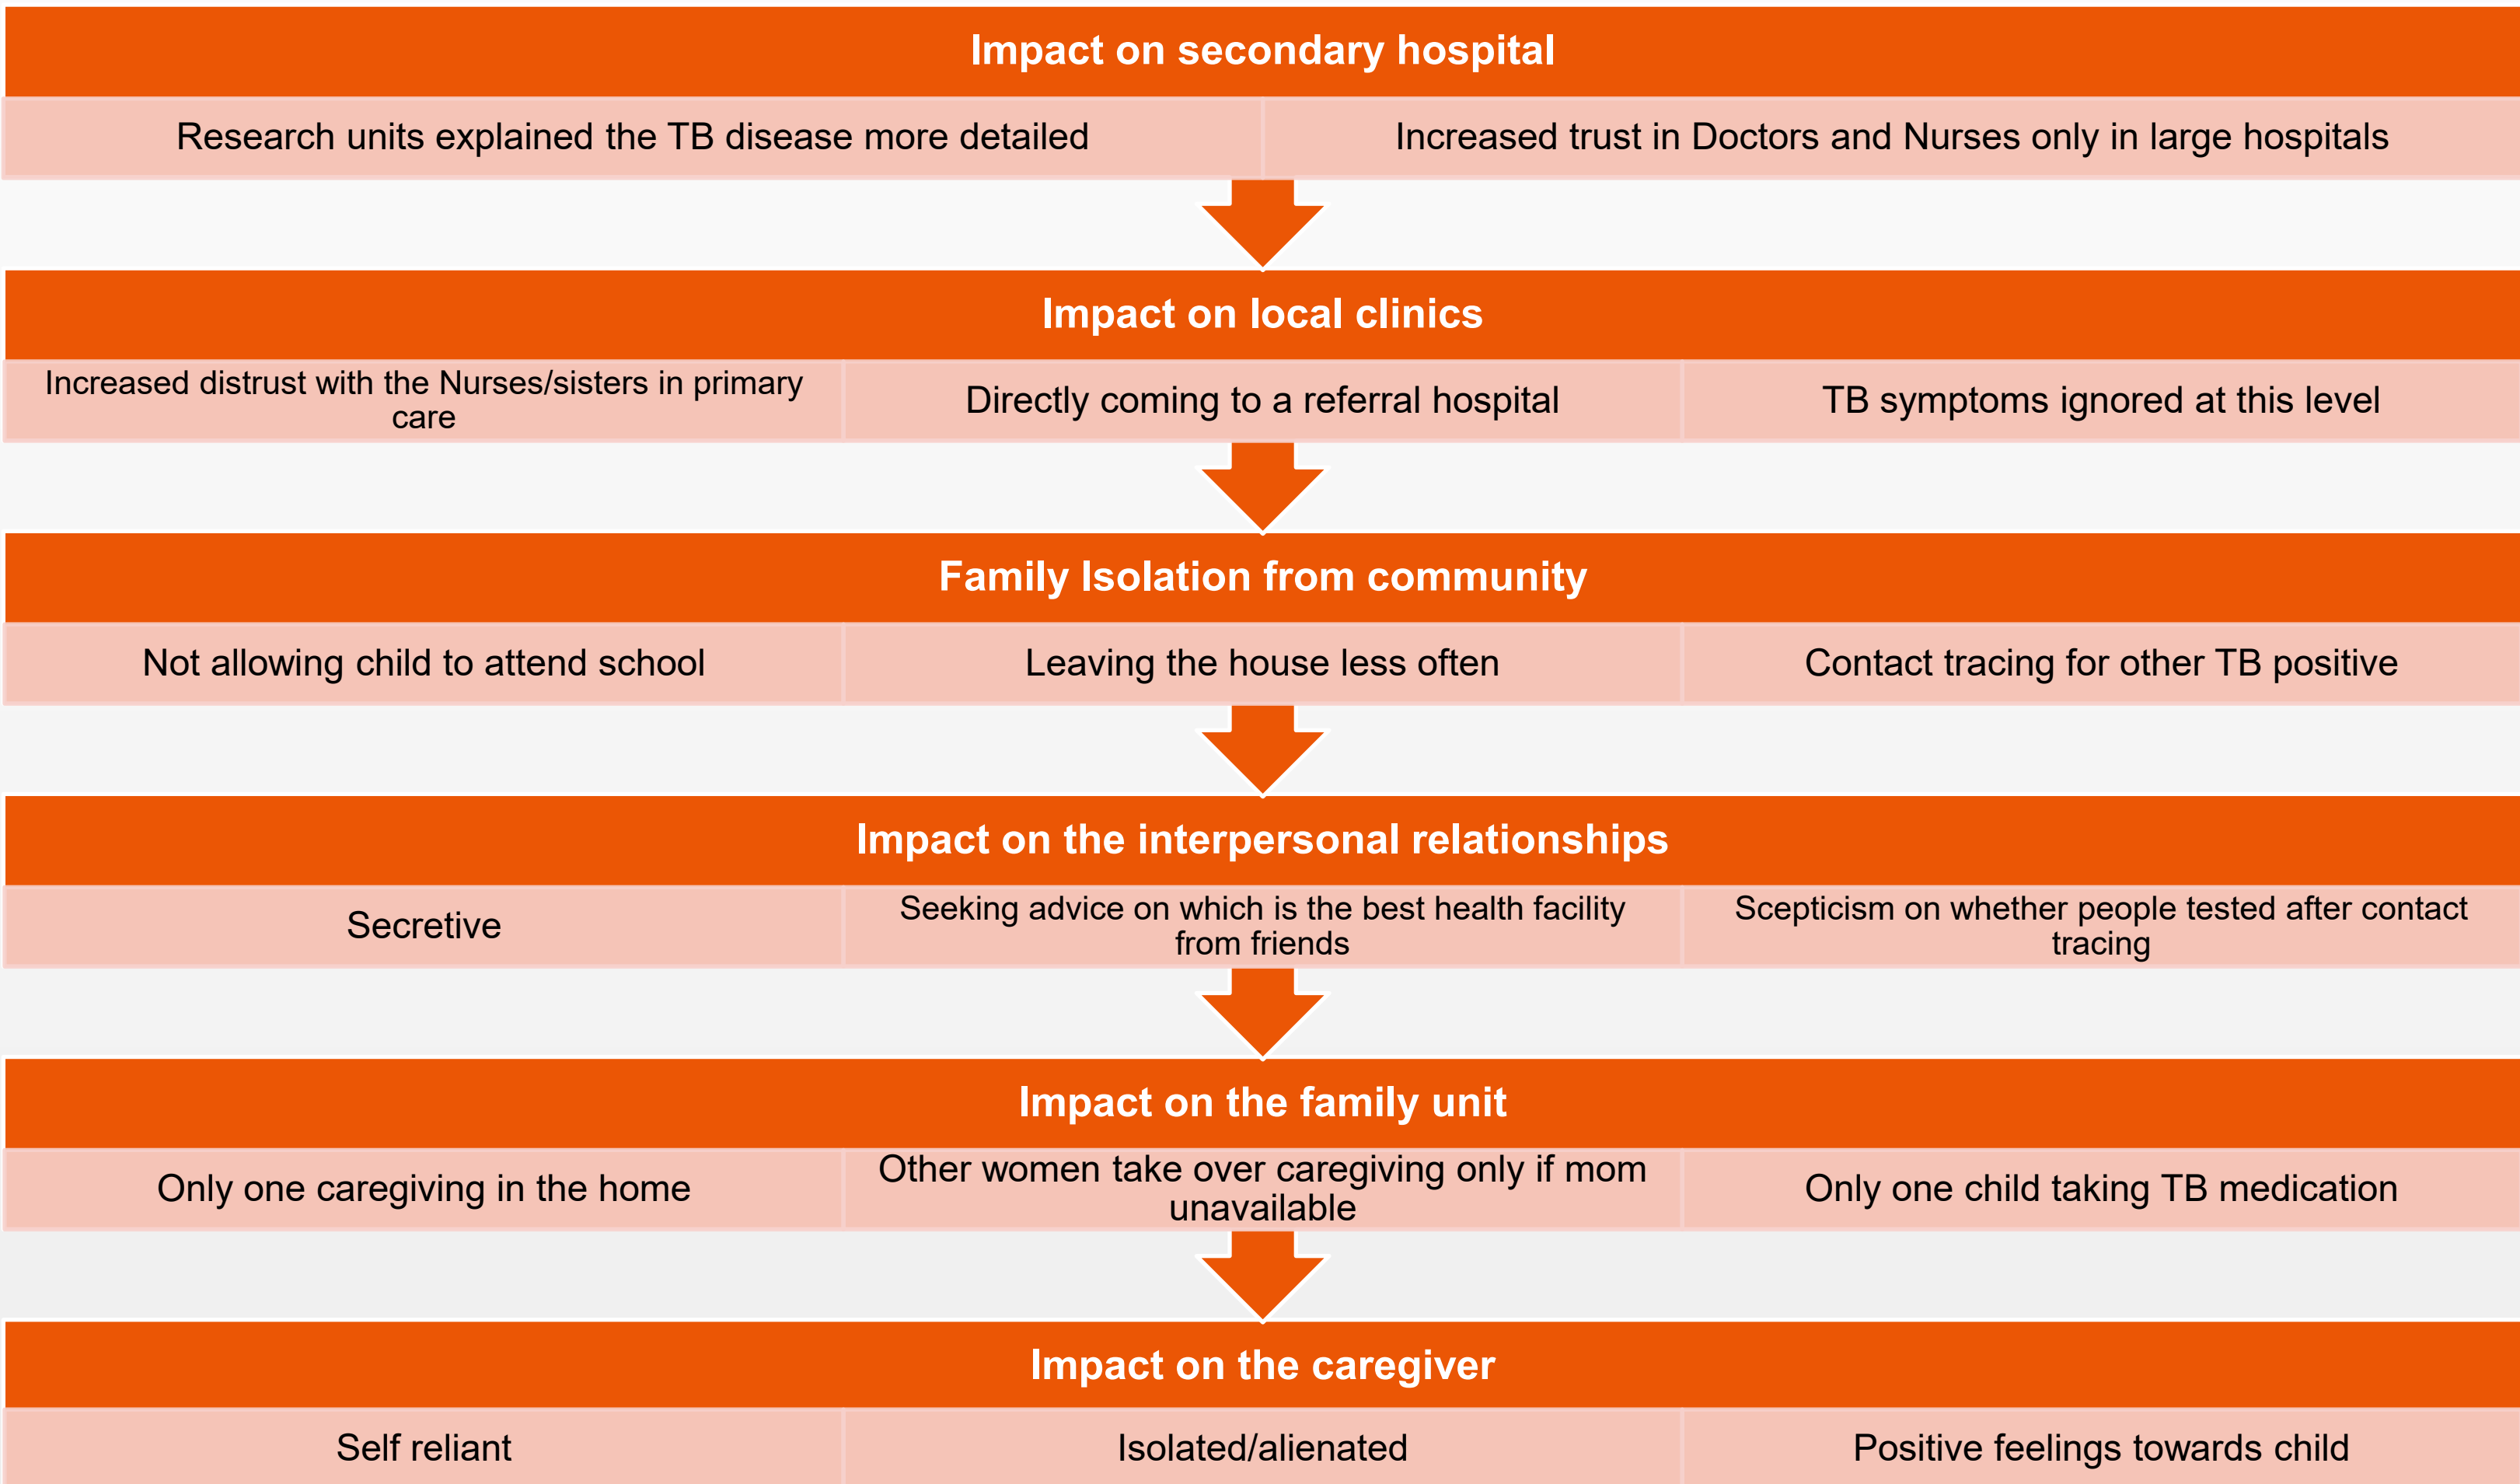 Impact on secondary hospital
Research units explained the TB disease more detailed
Increased trust in Doctors and Nurses only in large hospitals
Impact on local clinics
Increased distrust with the Nurses/sisters in primary
care
Directly coming to a referral hospital
TB symptoms ignored at this level
Family Isolation from community
Not allowing child to attend school
Leaving the house less often
Contact tracing for other TB positive
Impact on the interpersonal relationships
Secretive
Seeking advice on which is the best health facility
from friends
Scepticism on whether people tested after contact
tracing
Impact on the family unit
Only one caregiving in the home
Other women take over caregiving only if mom
unavailable
Only one child taking TB medication
Impact on the caregiver
Self reliant
Isolated/alienated
Positive feelings towards child